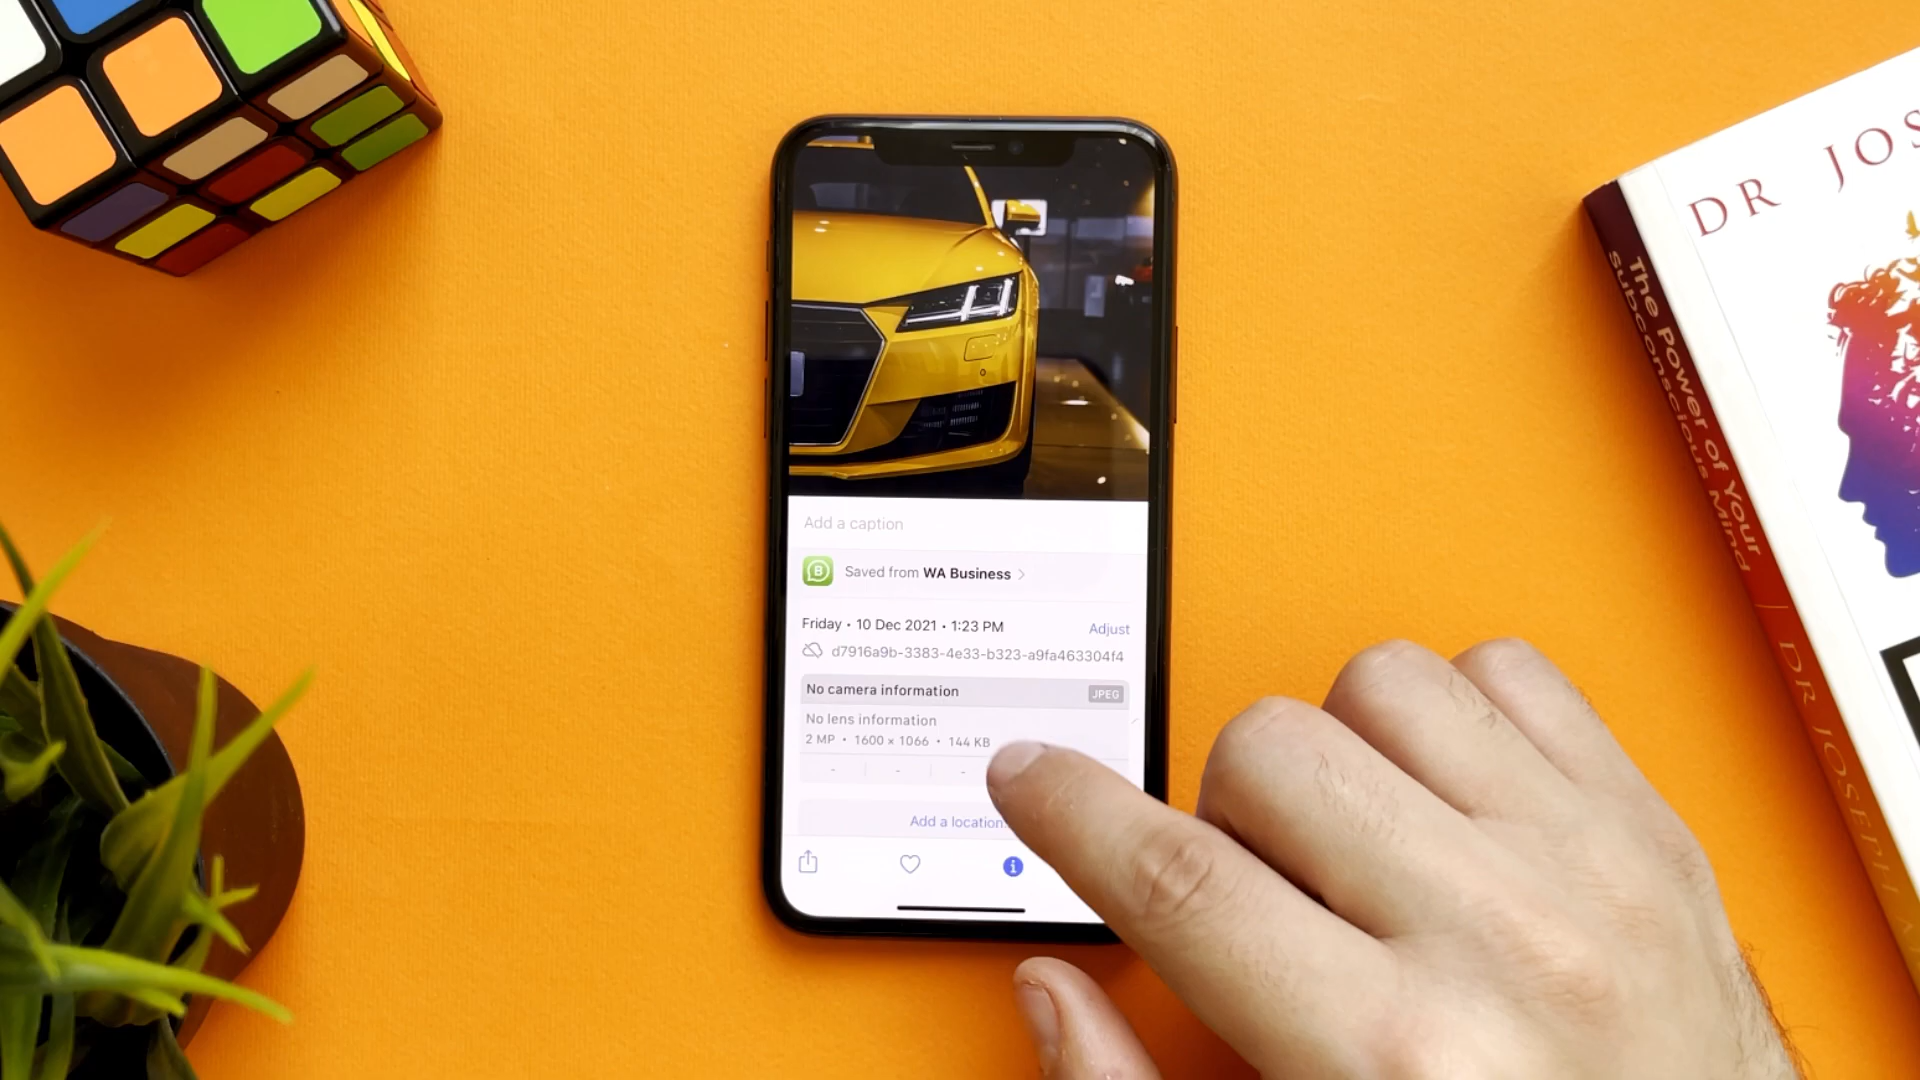 DR JOS
The Power of Your
subconscious Mind
DR JOSEPH
Add a caption
B
Saved from WA Business >
Friday • 10 Dec 2021 • 1:23 PM
Adjust
d7916a9b-3383-4e33-b323-a9fa463304f4
No camera information
JPEG
No lens information
2 MP • 1600 × 1066 • 144 KB
- - -
Add a location
i